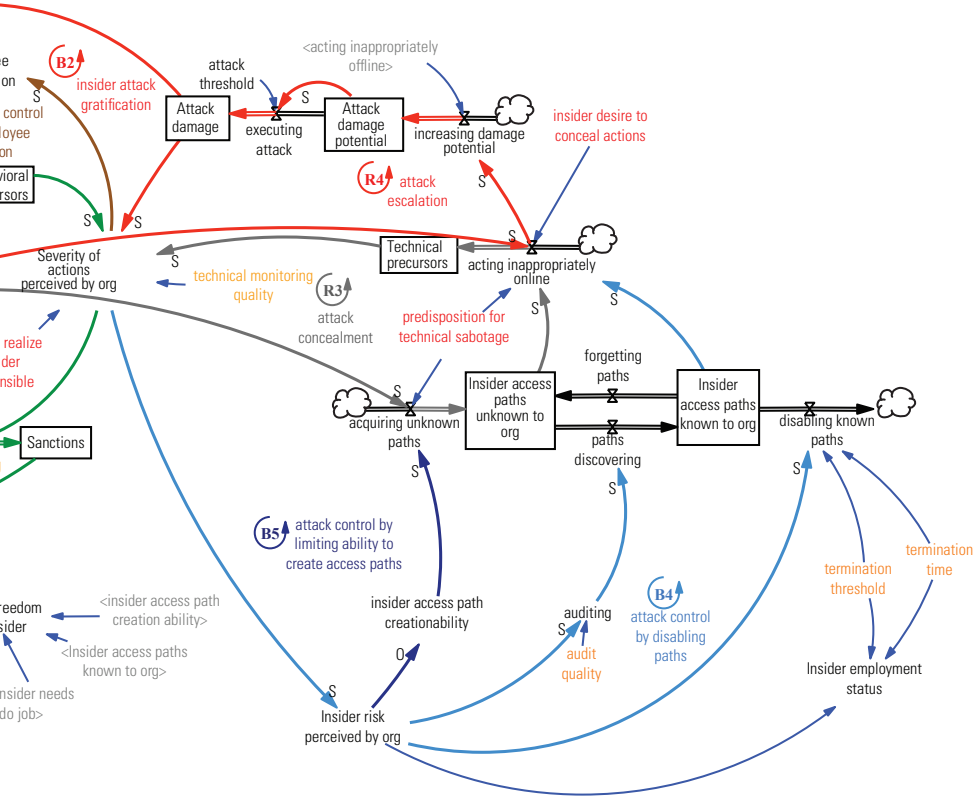 B2
insider attack
gratification
<acting inappropriately
offline>
attack
threshold
S
S
Attack
damage
executing
attack
Attack
damage
potential
increasing damage
potential
insider desire to
conceal actions
control
R4
attack
escalation
S
S
S
S
Severity of
actions
perceived by org
S
Technical
precursors
acting inappropriately
online
technical monitoring
quality
R3
attack
concealment
predisposition for
technical sabotage
S
S
realize
forgetting
paths
S
acquiring unknown
paths
Insider access
paths
unknown to
org
Insider
access paths
known to org
disabling known
paths
paths
discovering
Sanctions
S
S
S
B5
attack control by
limiting ability to
create access paths
termination
time
termination
threshold
insider access path
creationability
auditing
S
B4
attack control
by disabling
paths
<insider access path
creation ability>
<Insider access paths
known to org>
audit
quality
O
Insider employment
status
nsider needs
do job>
S
Insider risk
perceived by org